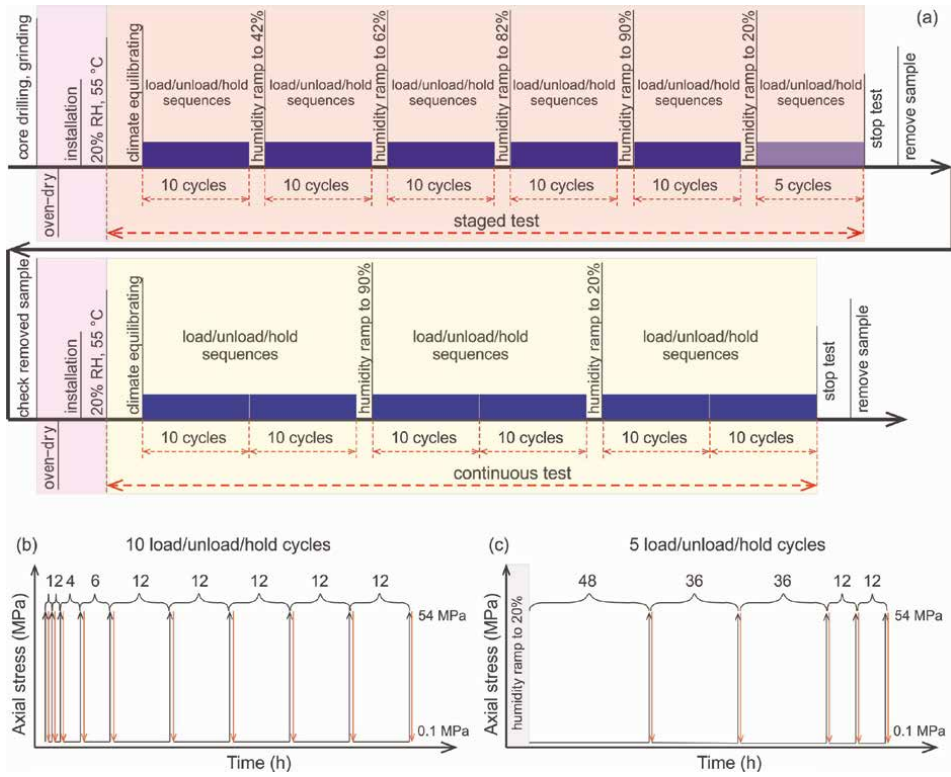 (a)
core drilling, grinding
installation
20% RH, 55 °C
climate equilibrating
load/unload/hold
sequences
humidity ramp to 42%
load/unload/hold
sequences
humidity ramp to 62%
load/unload/hold
sequences
humidity ramp to 82%
load/unload/hold
sequences
humidity ramp to 90%
load/unload/hold
sequences
humidity ramp to 20%
load/unload/hold
sequences
stop test
remove sample
oven-dry
10 cycles
10 cycles
10 cycles
10 cycles
10 cycles
5 cycles
staged test
check removed sample
installation
20% RH, 55 °C
climate equilibrating
load/unload/hold
sequences
humidity ramp to 90%
load/unload/hold
sequences
humidity ramp to 20%
load/unload/hold
sequences
stop test
remove sample
oven-dry
10 cycles
10 cycles
10 cycles
10 cycles
10 cycles
10 cycles
continuous test
(b)
10 load/unload/hold cycles
1 2 2 4 6 12 12 12 12 12
54 MPa
Axial stress (MPa)
0.1 MPa
Time (h)
(c)
5 load/unload/hold cycles
48 36 36 12 12
54 MPa
Axial stress (MPa)
humidity ramp to 20%
0.1 MPa
Time (h)